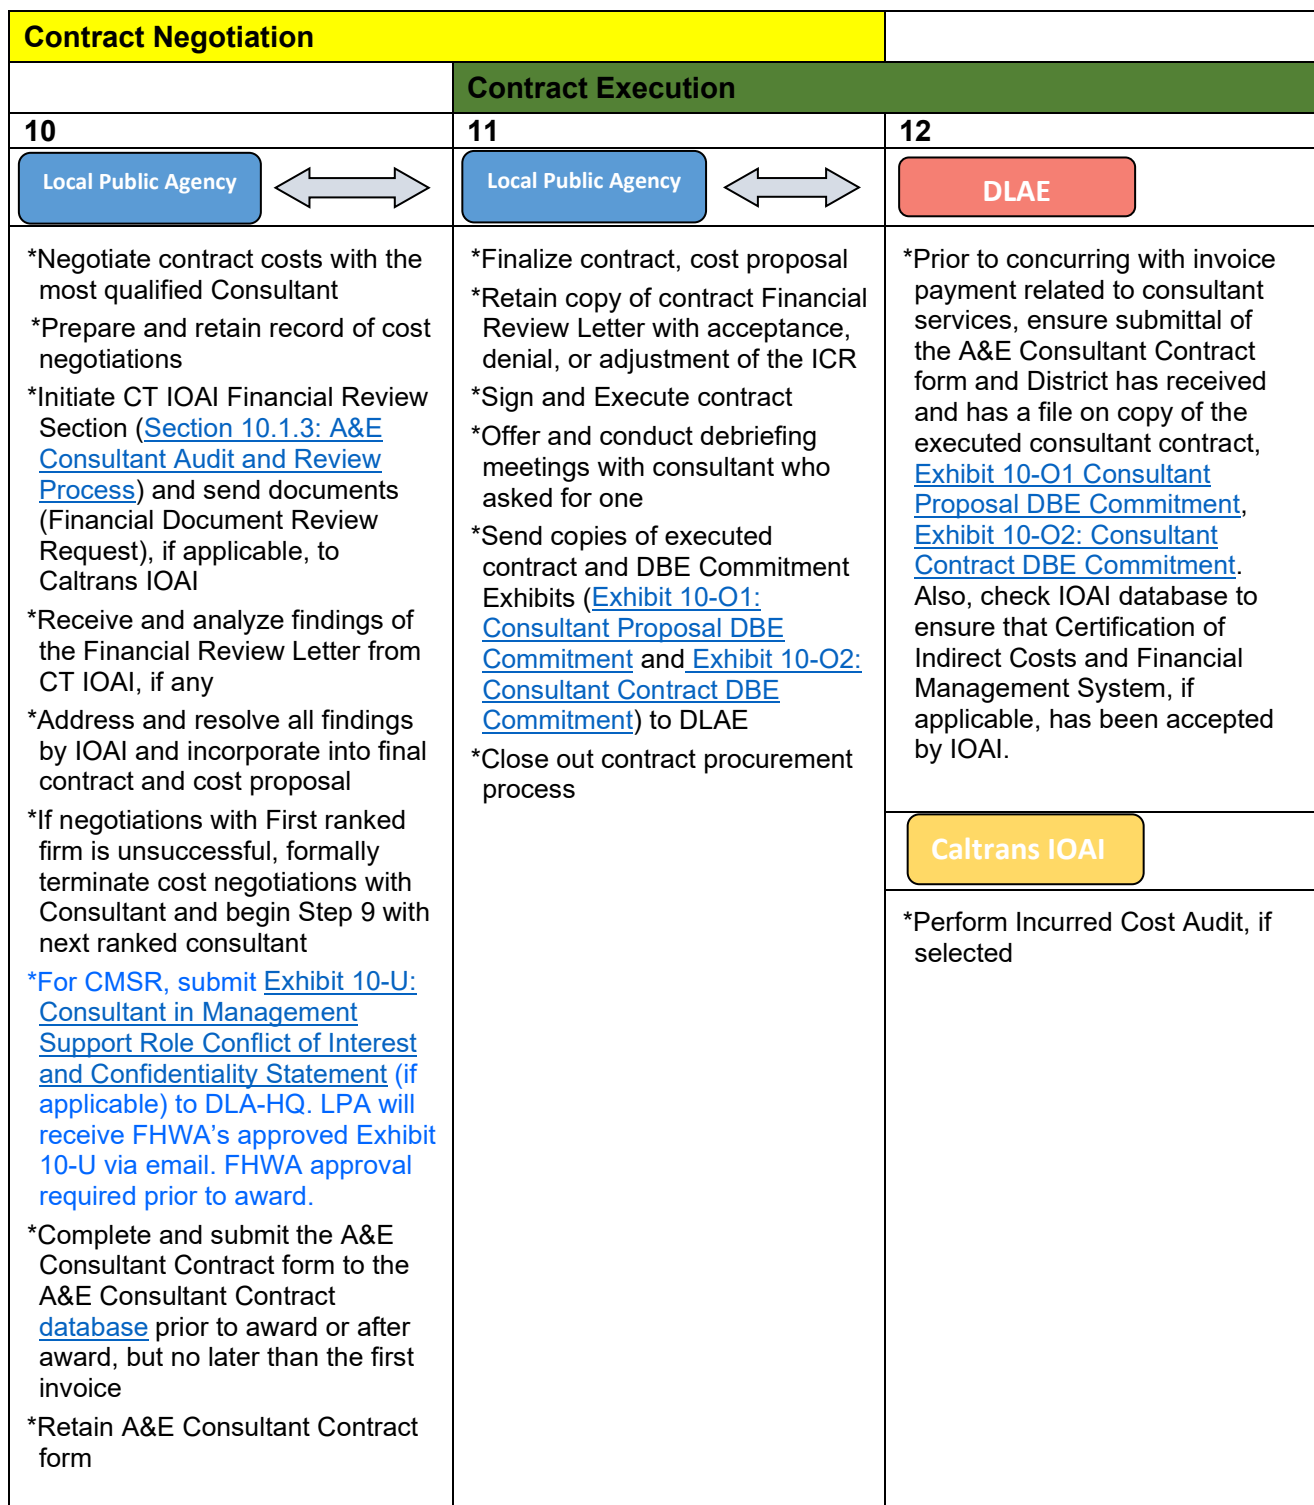 Contract Negotiation
Contract Execution
10
11
12
Local Public Agency
Local Public Agency
DLAE
*Negotiate contract costs with the
most qualified Consultant
*Prepare and retain record of cost
negotiations
*Initiate CT IOAI Financial Review
Section (Section 10.1.3: A&E
Consultant Audit and Review
Process) and send documents
(Financial Document Review
Request), if applicable, to
Caltrans IOAI
*Receive and analyze findings of
the Financial Review Letter from
CT IOAI, if any
*Address and resolve all findings
by IOAI and incorporate into final
contract and cost proposal
*If negotiations with First ranked
firm is unsuccessful, formally
terminate cost negotiations with
Consultant and begin Step 9 with
next ranked consultant
*For CMSR, submit Exhibit 10-U:
Consultant in Management
Support Role Conflict of Interest
and Confidentiality Statement (if
applicable) to DLA-HQ. LPA will
receive FHWA’s approved Exhibit
10-U via email. FHWA approval
required prior to award.
*Complete and submit the A&E
Consultant Contract form to the
A&E Consultant Contract
database prior to award or after
award, but no later than the first
invoice
*Retain A&E Consultant Contract
form
*Finalize contract, cost proposal
*Retain copy of contract Financial
Review Letter with acceptance,
denial, or adjustment of the ICR
*Sign and Execute contract
*Offer and conduct debriefing
meetings with consultant who
asked for one
*Send copies of executed
contract and DBE Commitment
Exhibits (Exhibit 10-O1:
Consultant Proposal DBE
Commitment and Exhibit 10-O2:
Consultant Contract DBE
Commitment) to DLAE
*Close out contract procurement
process
*Prior to concurring with invoice
payment related to consultant
services, ensure submittal of
the A&E Consultant Contract
form and District has received
and has a file on copy of the
executed consultant contract,
Exhibit 10-O1 Consultant
Proposal DBE Commitment,
Exhibit 10-O2: Consultant
Contract DBE Commitment.
Also, check IOAI database to
ensure that Certification of
Indirect Costs and Financial
Management System, if
applicable, has been accepted
by IOAI.
Caltrans IOAI
*Perform Incurred Cost Audit, if
selected